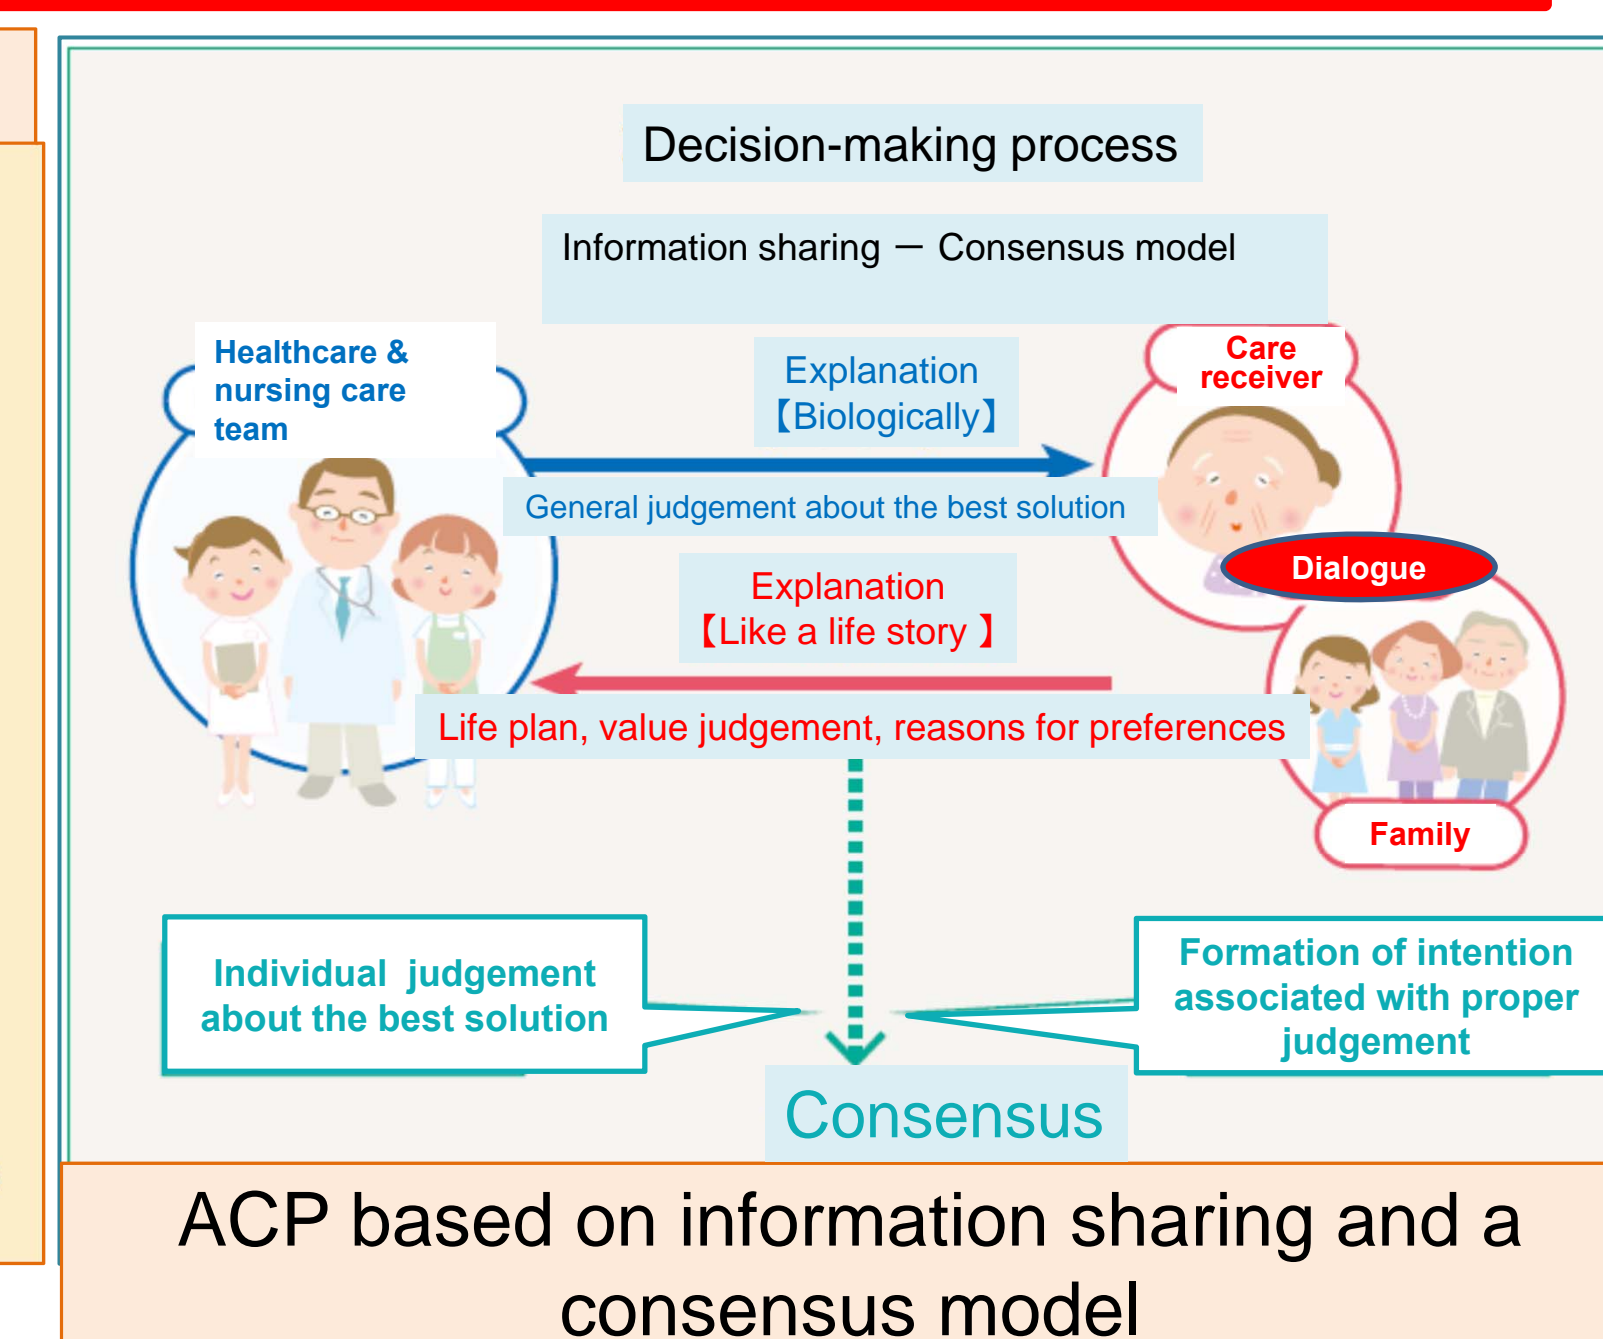 Decision-making process
Information sharing － Consensus model
Healthcare &
nursing care
team
Explanation
【Biologically】
Care
receiver
General judgement about the best solution
Dialogue
Explanation
【Like a life story 】
Life plan, value judgement, reasons for preferences
Family
Individual  judgement
about the best solution
Formation of intention
associated with proper
judgement
Consensus
ACP based on information sharing and a
consensus model